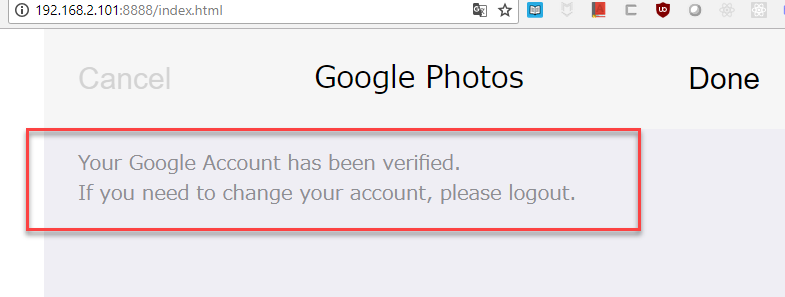 192.168.2.101:8888/index.html
Cancel
Google Photos
Done
Your Google Account has been verified.
If you need to change your account, please logout.